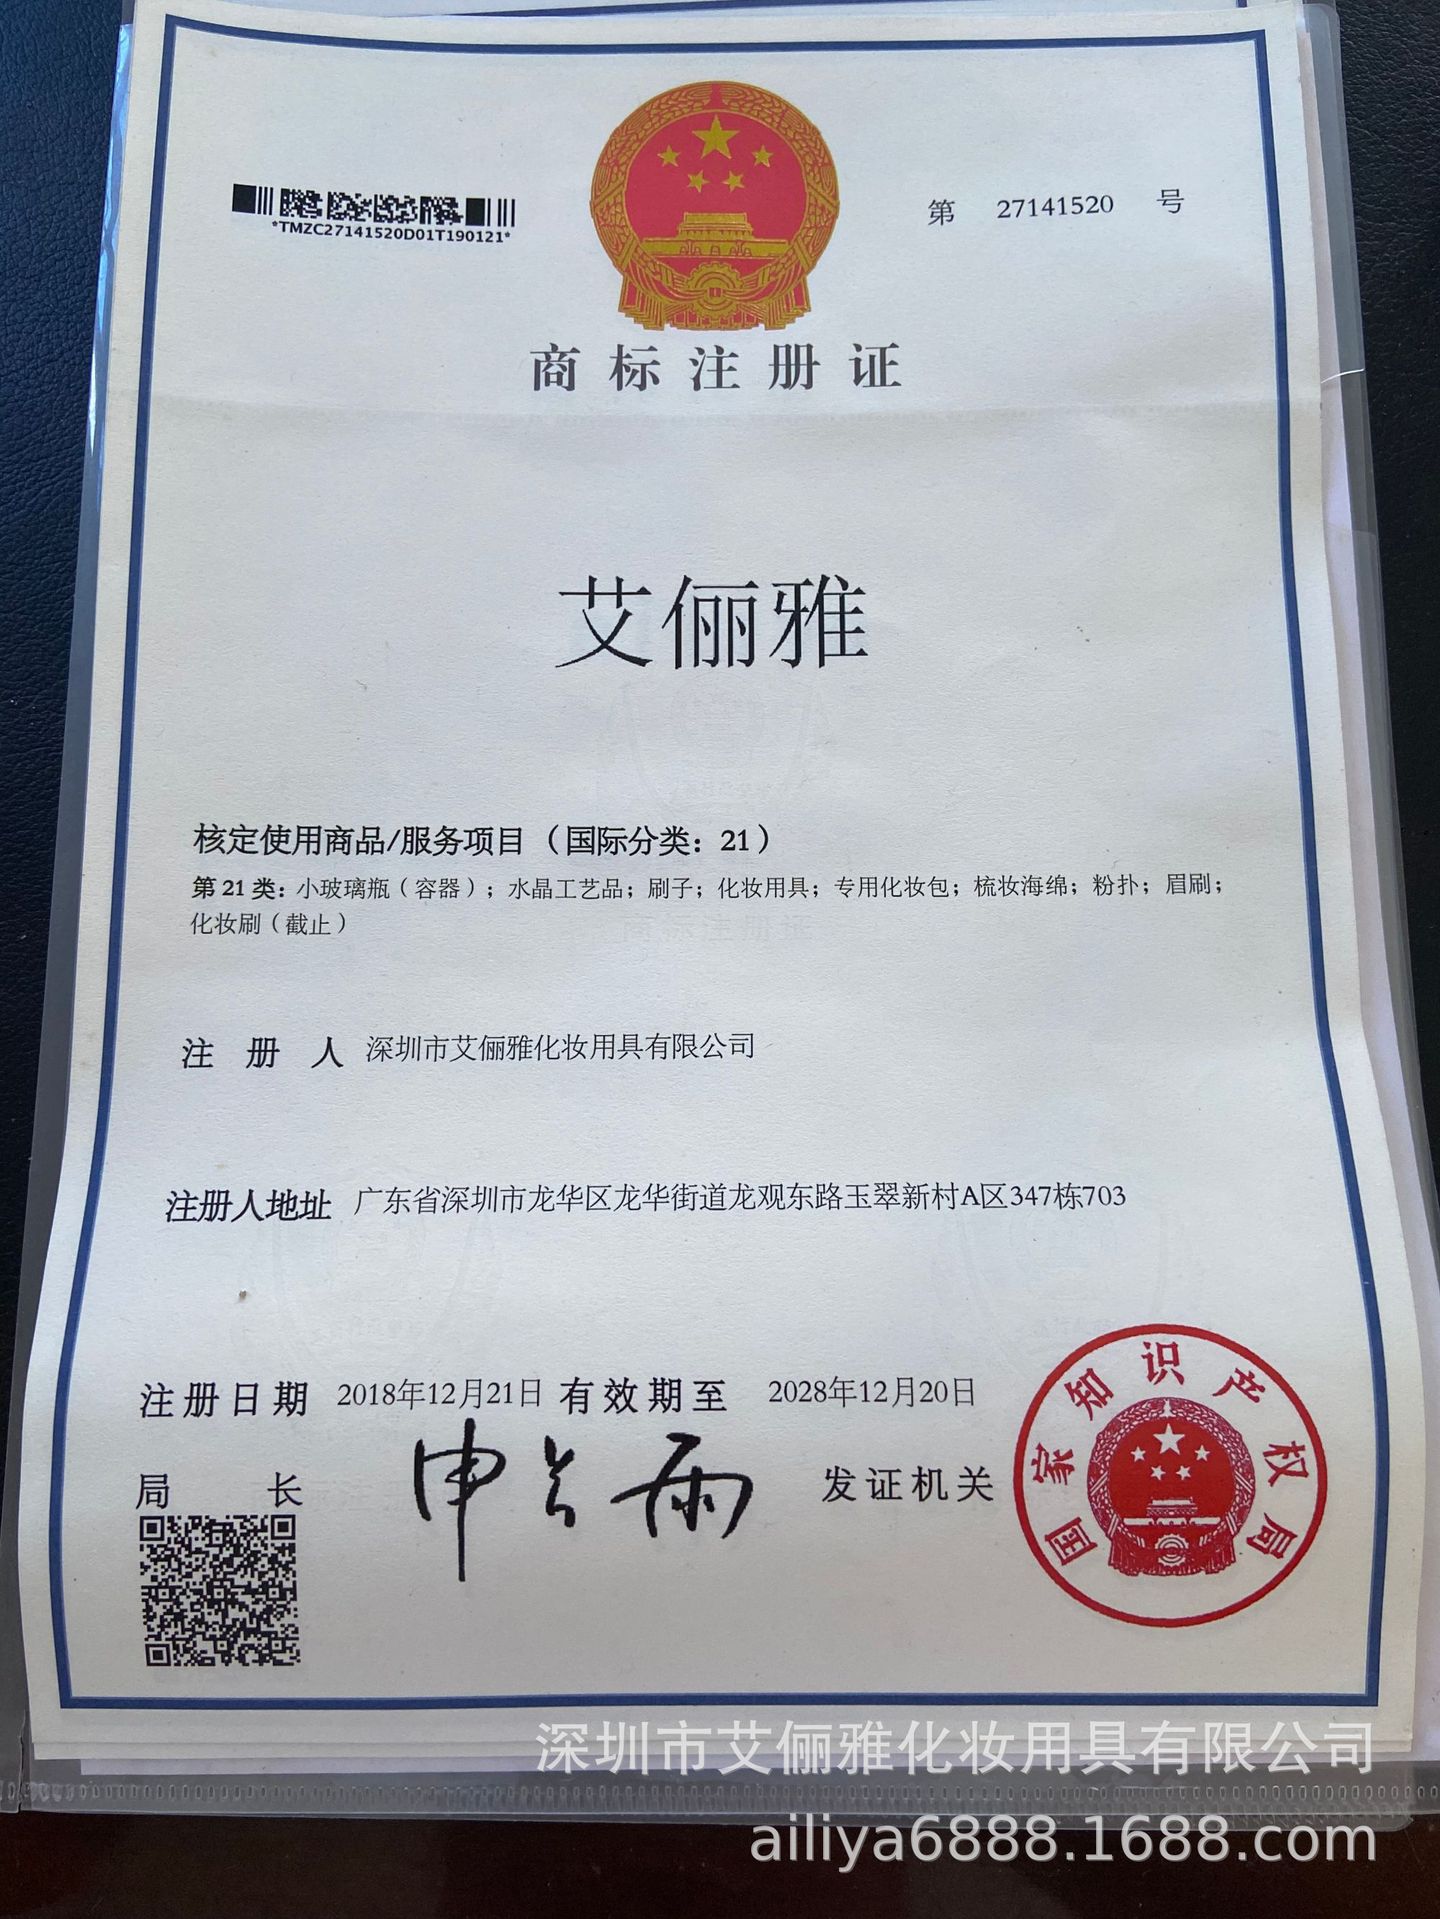 *TMZC27141520D01T190121*
第 27141520 号
商标注册证
艾俪雅
核定使用商品/服务项目（国际分类：21）
第 21 类：小玻璃瓶（容器）；水晶工艺品；刷子；化妆用具；专用化妆包；梳妆海绵；粉扑；眉刷；
化妆刷（截止）
注册人 深圳市艾俪雅化妆用具有限公司
注册人地址 广东省深圳市龙华区龙华街道龙观东路玉翠新村A区347栋703
注册日期 2018年12月21日 有效期至 2028年12月20日
局长 申长雨 发证机关
国家知识产权局
深圳市艾俪雅化妆用具有限公司
ailiya6888.1688.com